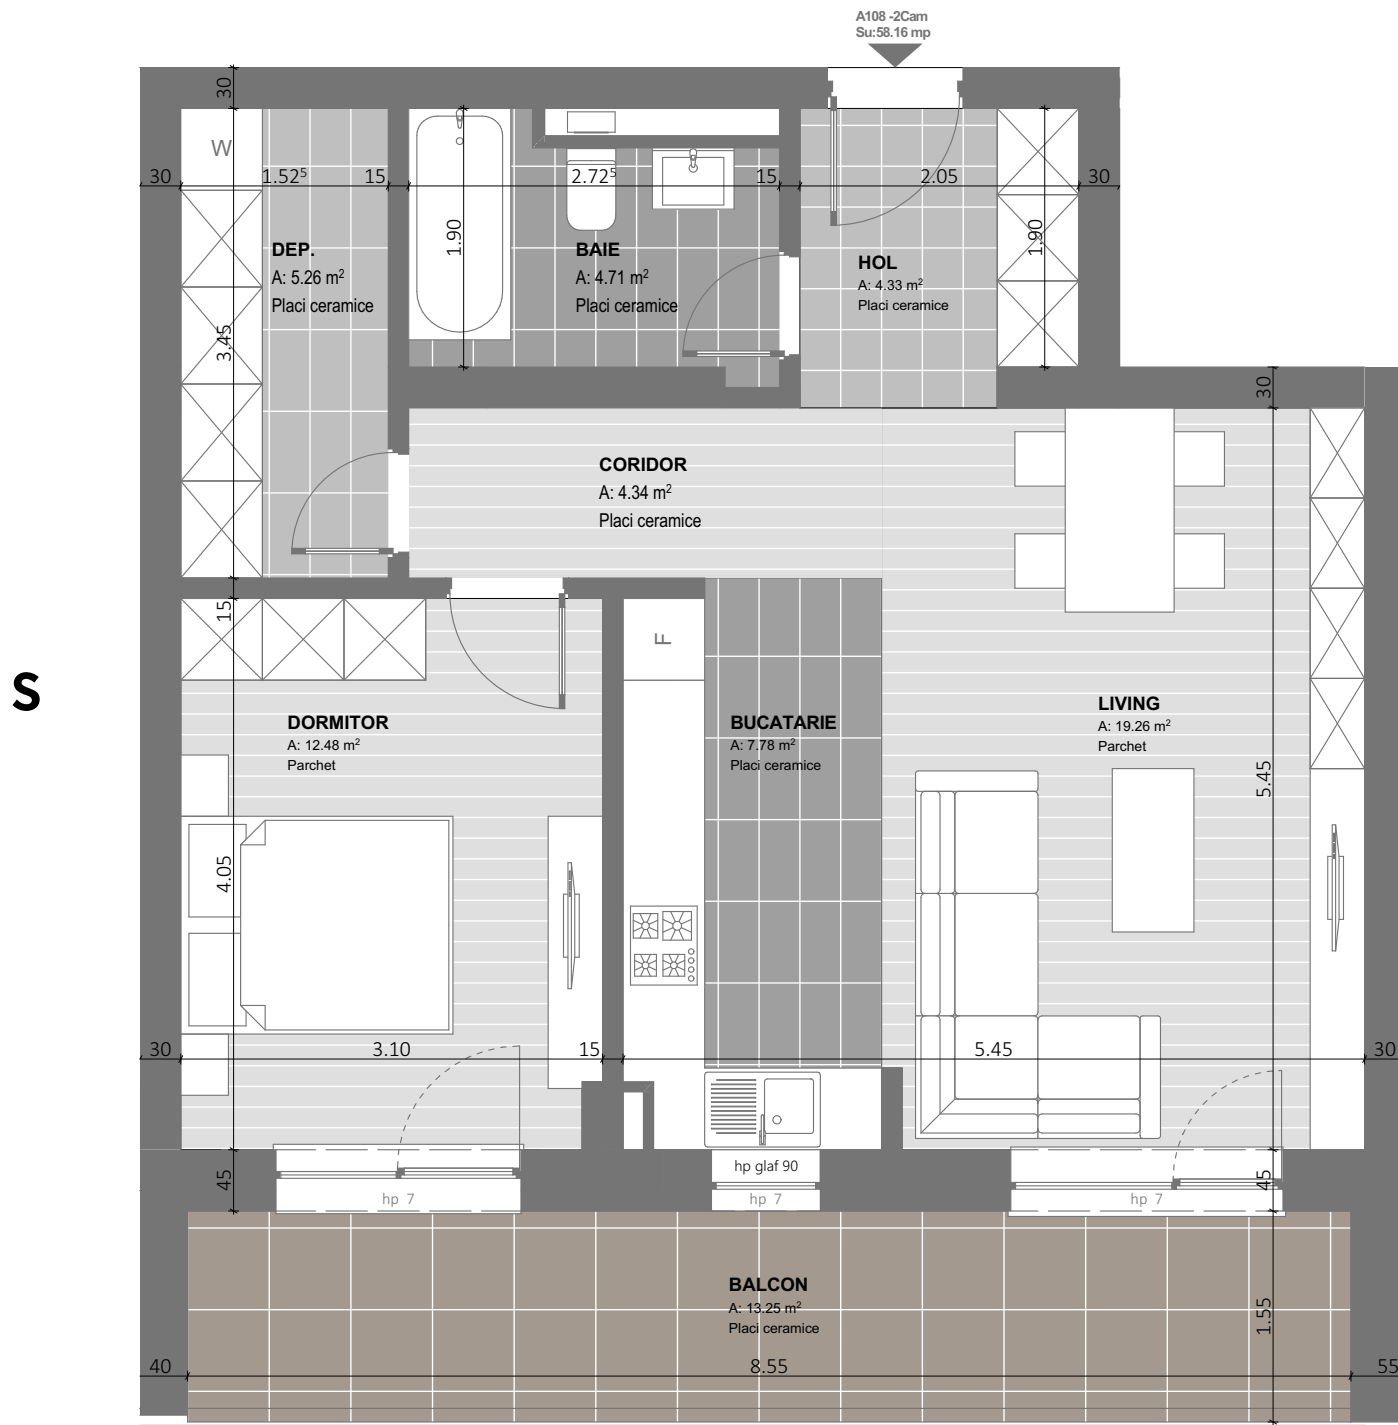 A108 -2Cam
Su:58.16 mp
30
W
30
1.52⁵
15
2.72⁵
15
2.05
30
1.90
1.90
DEP.
A: 5.26 m²
Placi ceramice
BAIE
A: 4.71 m²
Placi ceramice
HOL
A: 4.33 m²
Placi ceramice
3.45
30
CORIDOR
A: 4.34 m²
Placi ceramice
15
F
S
DORMITOR
A: 12.48 m²
Parchet
BUCATARIE
A: 7.78 m²
Placi ceramice
LIVING
A: 19.26 m²
Parchet
5.45
4.05
30
3.10
15
5.45
30
45
hp 7
hp glaf 90
hp 7
hp 7
45
BALCON
A: 13.25 m²
Placi ceramice
1.55
40
8.55
55